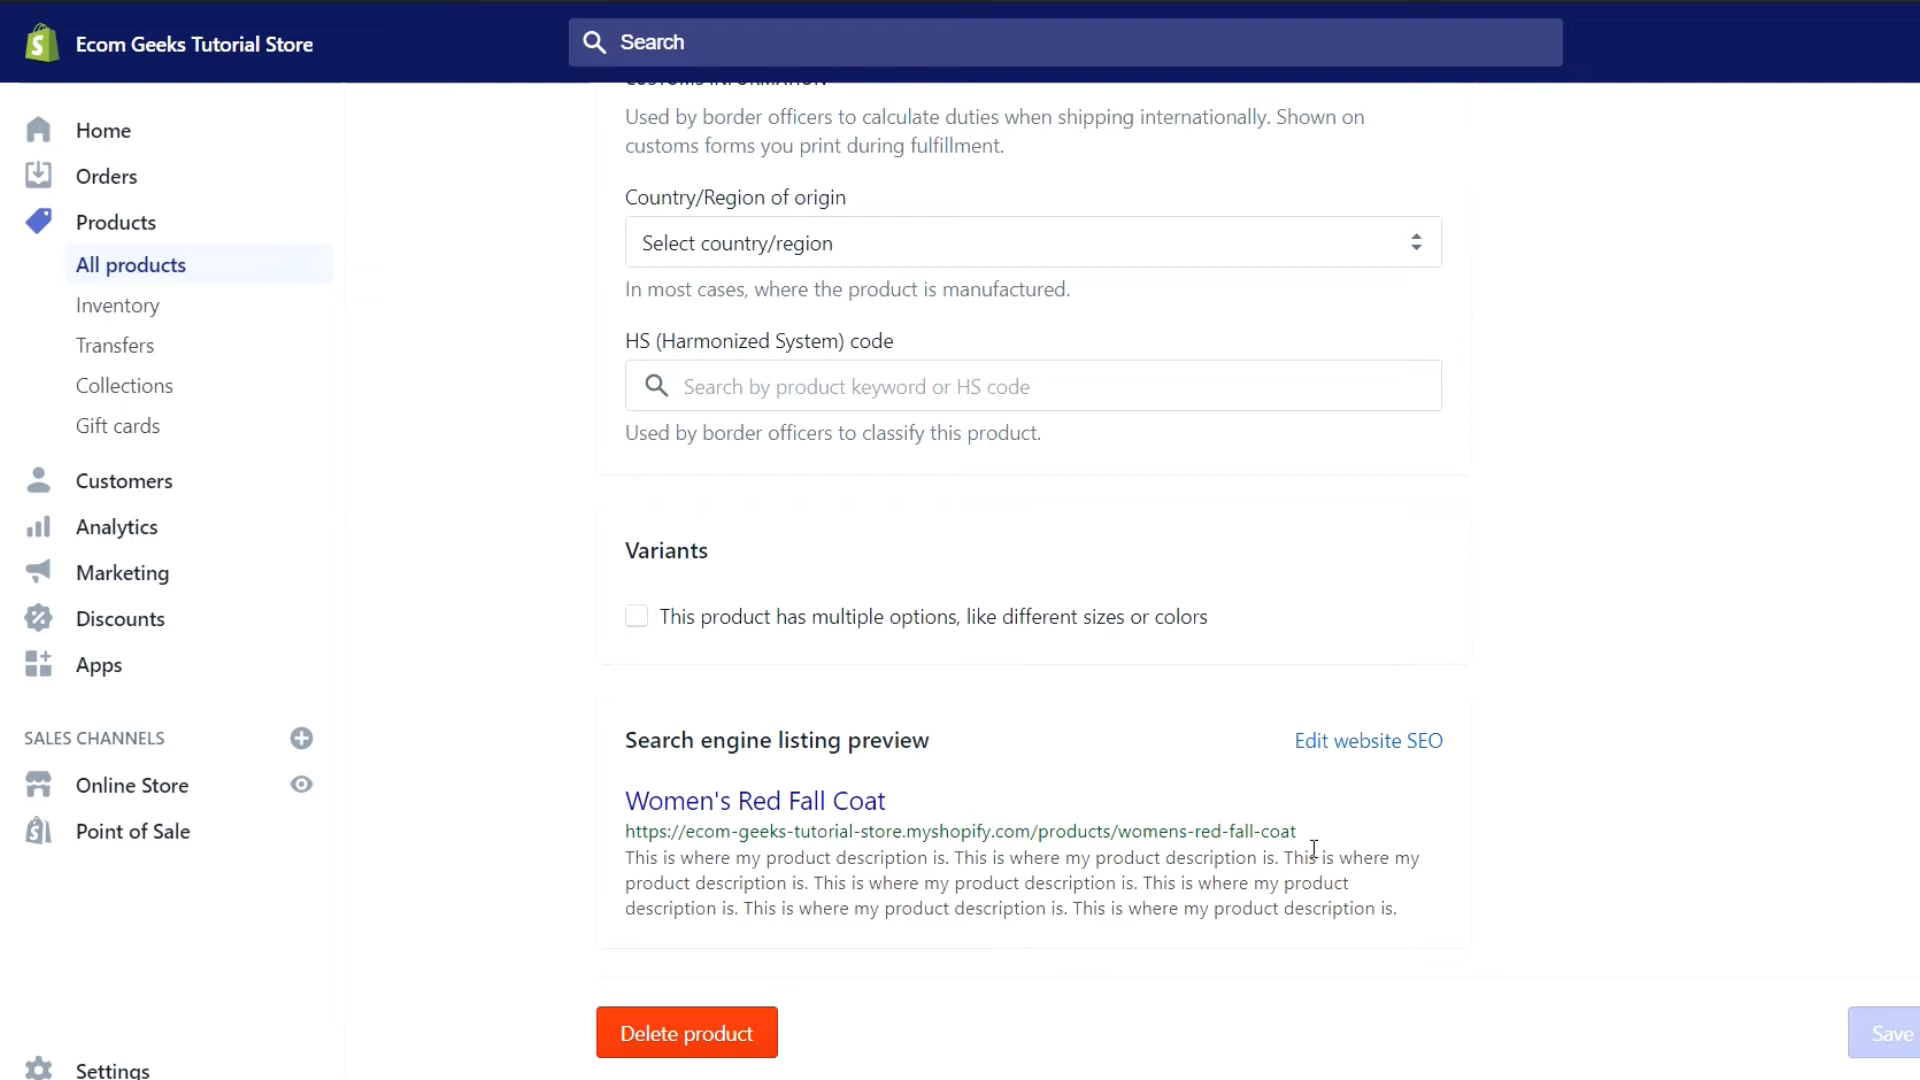 Ecom Geeks Tutorial Store
Search
Home
Orders
Products
All products
Inventory
Transfers
Collections
Gift cards
Customers
Analytics
Marketing
Discounts
Apps
SALES CHANNELS
Online Store
Point of Sale
Settings
CUSTOMS INFORMATION
Used by border officers to calculate duties when shipping internationally. Shown on
customs forms you print during fulfillment.
Country/Region of origin
Select country/region
In most cases, where the product is manufactured.
HS (Harmonized System) code
Search by product keyword or HS code
Used by border officers to classify this product.
Variants
This product has multiple options, like different sizes or colors
Search engine listing preview
Edit website SEO
Women's Red Fall Coat
https://ecom-geeks-tutorial-store.myshopify.com/products/womens-red-fall-coat
This is where my product description is. This is where my product description is. This is where my
product description is. This is where my product description is. This is where my product
description is. This is where my product description is. This is where my product description is.
Delete product
Save